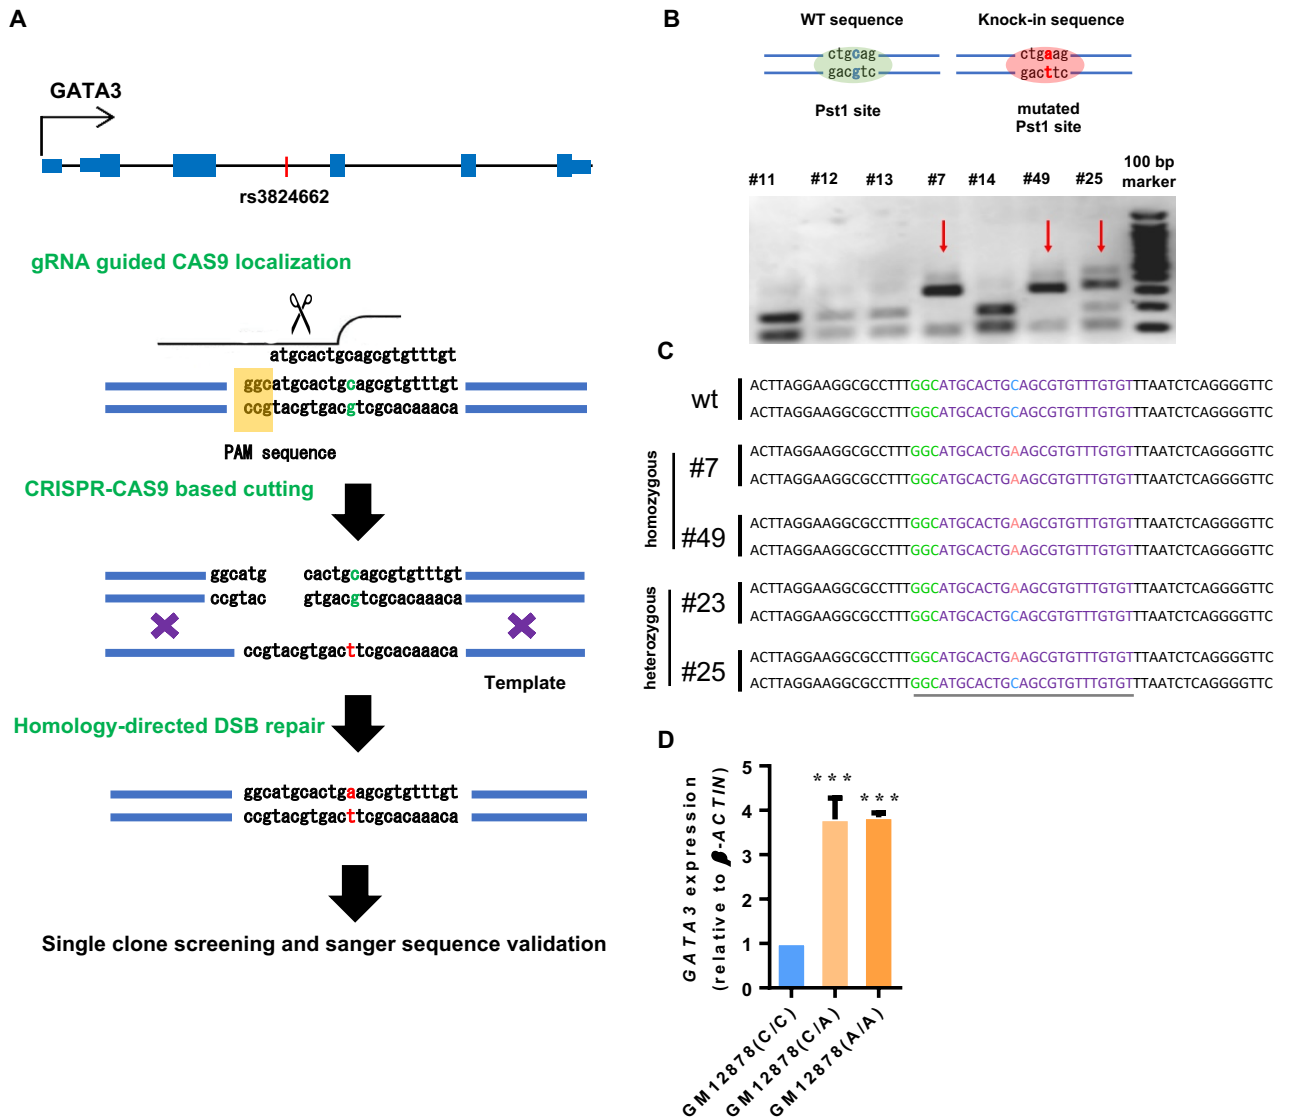 A
GATA3
rs3824662
gRNA guided CAS9 localization
atgcactgcagcgtgtttgt
ggcatgcactgcagcgtgtttgt
ccgtacgtgacgtcgcacaaaca
PAM sequence
CRISPR-CAS9 based cutting
ggcatg cactgcagcgtgtttgt
ccgtac gtgacgtcgcacaaaca
ccgtacgtgacttcgcacaaaca
Template
Homology-directed DSB repair
ggcatgcactgaagcgtgtttgt
ccgtacgtgacttcgcacaaaca
Single clone screening and sanger sequence validation
B
WT sequence
Knock-in sequence
ctgcag
gacgtc
ctgaag
gacttc
Pst1 site
mutated
Pst1 site
#11 #12 #13 #7 #14 #49 #25
100 bp
marker
C
wt
ACTTAGGAAGGCGCCTTTGGCATGCACTGCAGCGTGTTTGTGTTTAATCTCAGGGGTTC
ACTTAGGAAGGCGCCTTTGGCATGCACTGCAGCGTGTTTGTGTTTAATCTCAGGGGTTC
homozygous
#7
ACTTAGGAAGGCGCCTTTGGCATGCACTGAAGCGTGTTTGTGTTTAATCTCAGGGGTTC
ACTTAGGAAGGCGCCTTTGGCATGCACTGAAGCGTGTTTGTGTTTAATCTCAGGGGTTC
#49
ACTTAGGAAGGCGCCTTTGGCATGCACTGAAGCGTGTTTGTGTTTAATCTCAGGGGTTC
ACTTAGGAAGGCGCCTTTGGCATGCACTGAAGCGTGTTTGTGTTTAATCTCAGGGGTTC
heterozygous
#23
ACTTAGGAAGGCGCCTTTGGCATGCACTGAAGCGTGTTTGTGTTTAATCTCAGGGGTTC
ACTTAGGAAGGCGCCTTTGGCATGCACTGCAGCGTGTTTGTGTTTAATCTCAGGGGTTC
#25
ACTTAGGAAGGCGCCTTTGGCATGCACTGAAGCGTGTTTGTGTTTAATCTCAGGGGTTC
ACTTAGGAAGGCGCCTTTGGCATGCACTGCAGCGTGTTTGTGTTTAATCTCAGGGGTTC
D
GATA3 expression
(relative to β-ACTIN)
5
4
3
2
1
0
***
***
GM12878(C/C)
GM12878(C/A)
GM12878(A/A)